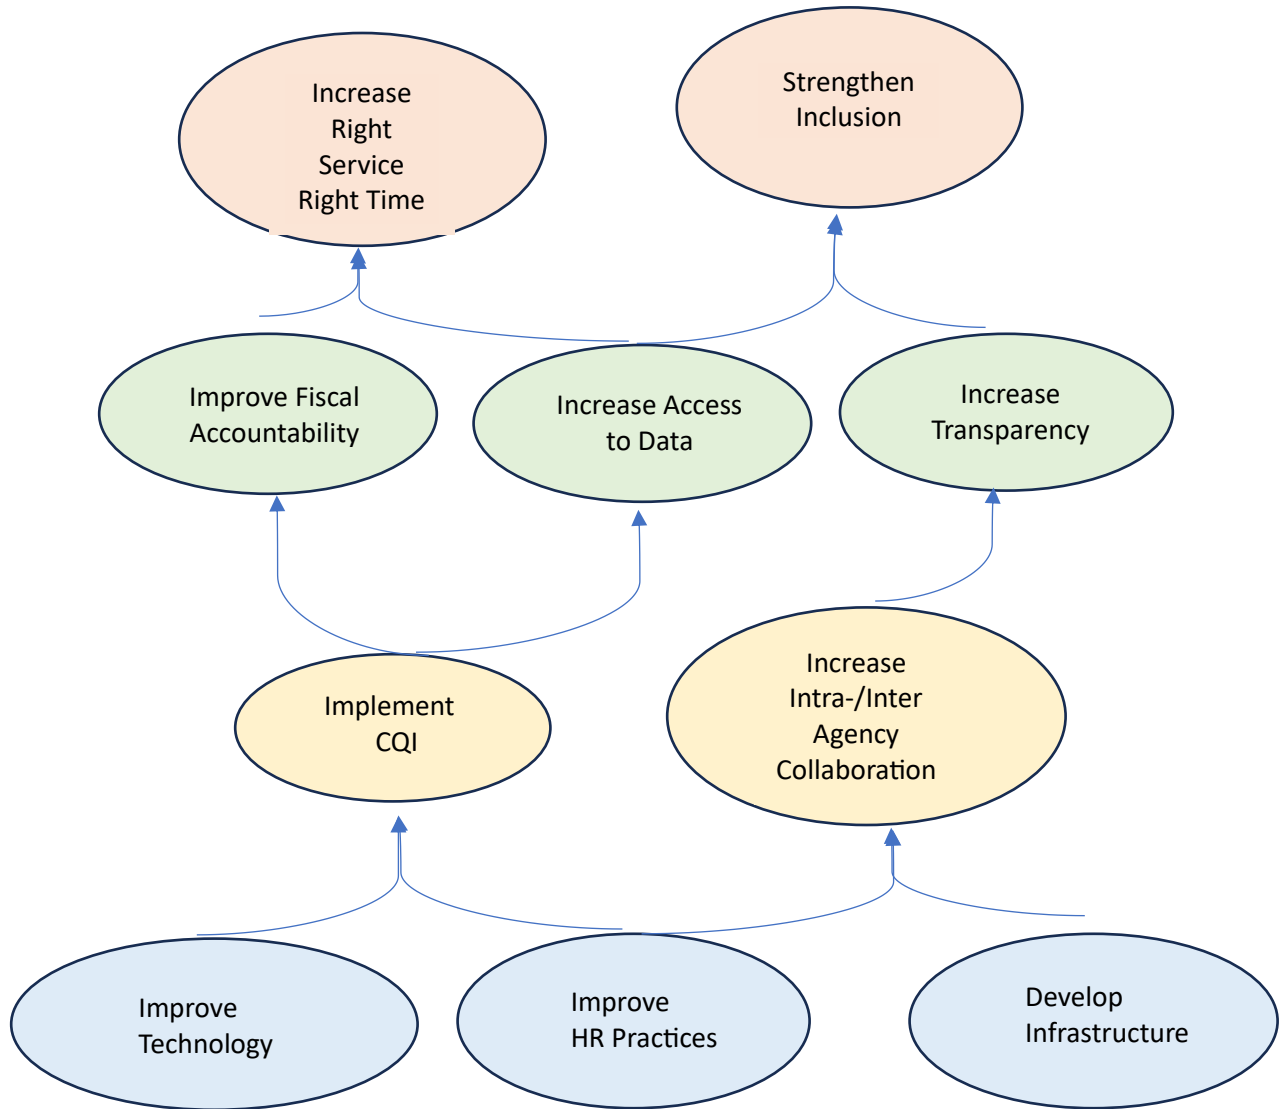 Increase
Right
Service
Right Time
Strengthen
Inclusion
Improve Fiscal
Accountability
Increase Access
to Data
Increase
Transparency
Implement
CQI
Increase
Intra-/Inter
Agency
Collaboration
Improve
Technology
Improve
HR Practices
Develop
Infrastructure